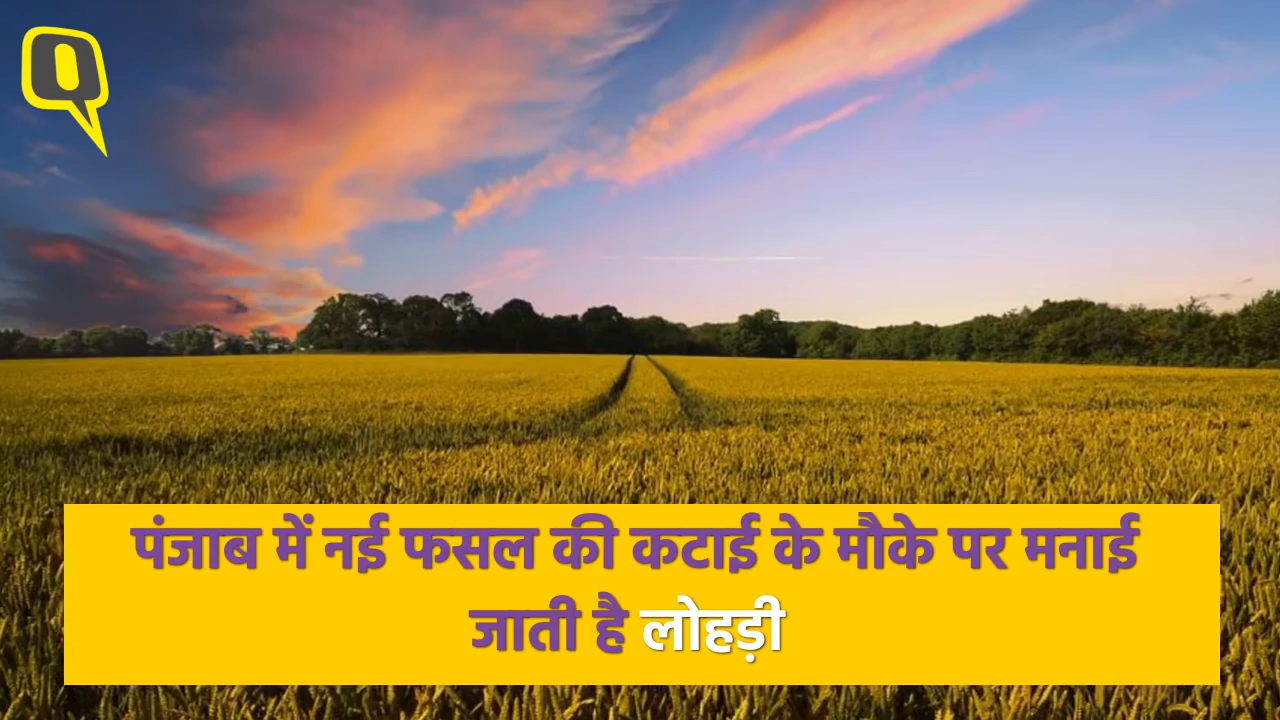 पंजाब में नई फसल की कटाई के मौके पर मनाई
जाती है लोहड़ी